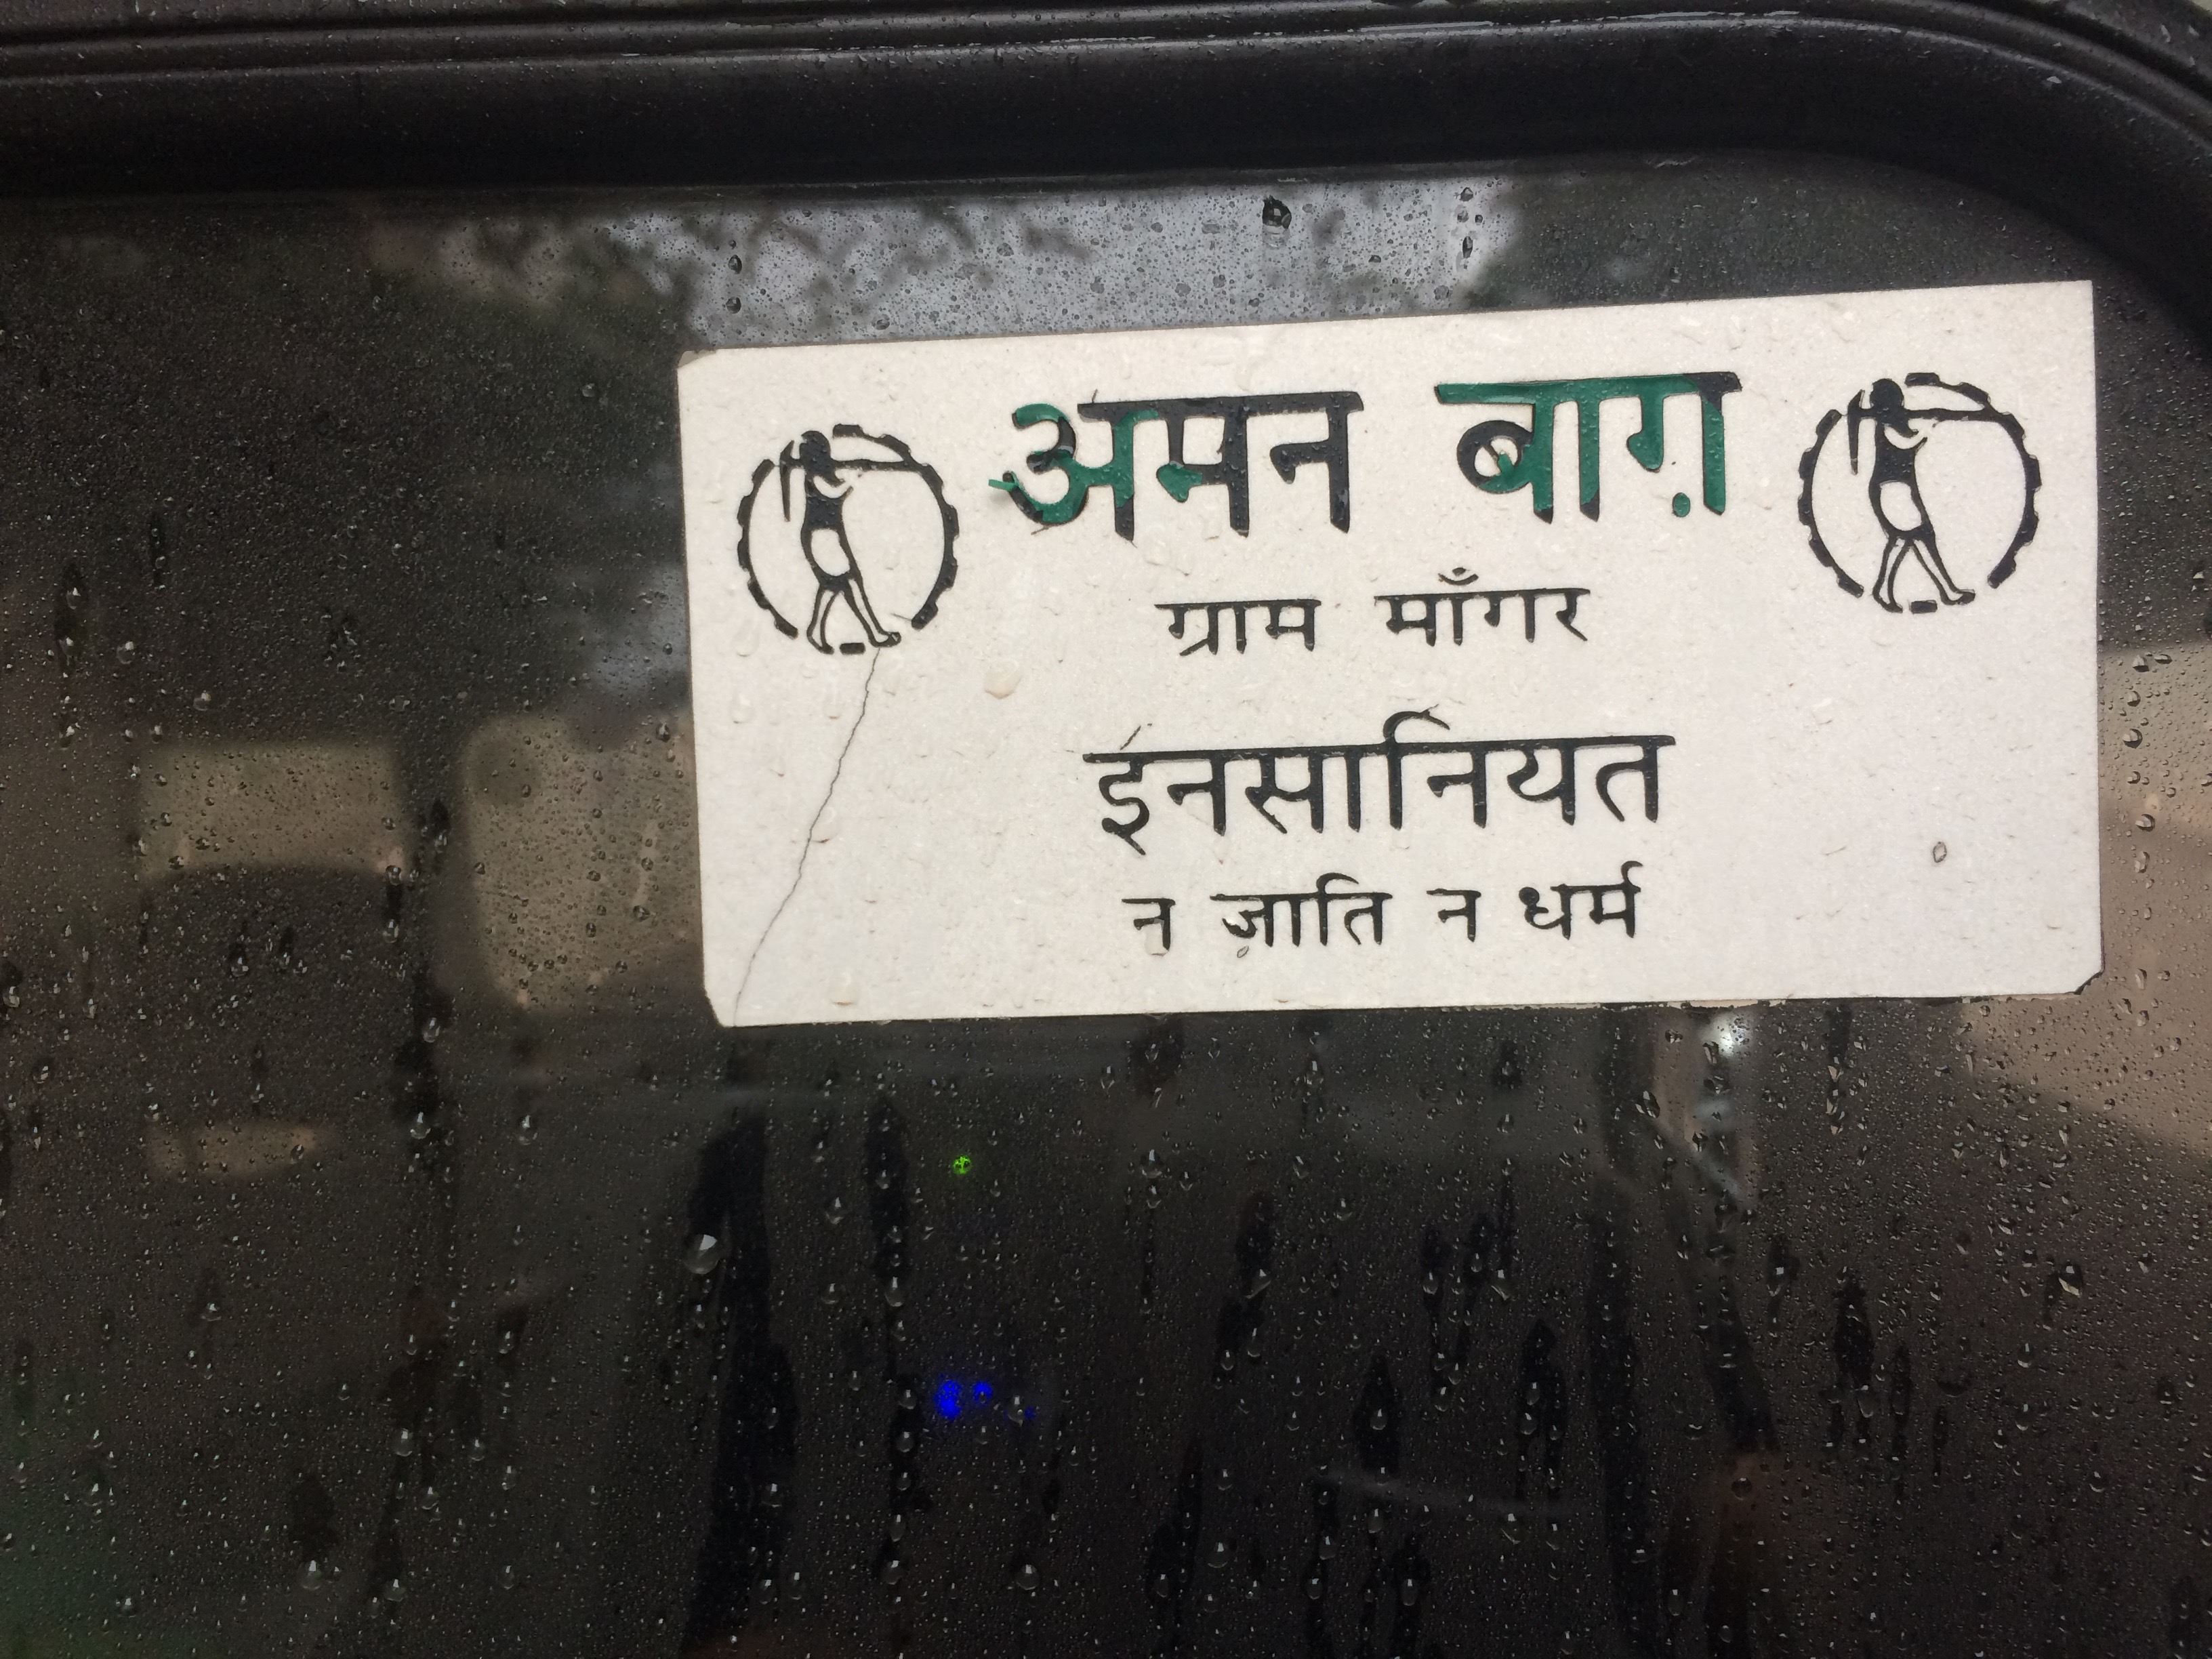 अमन बाग़
ग्राम माँगर
इनसानियत
न जाति न धर्म